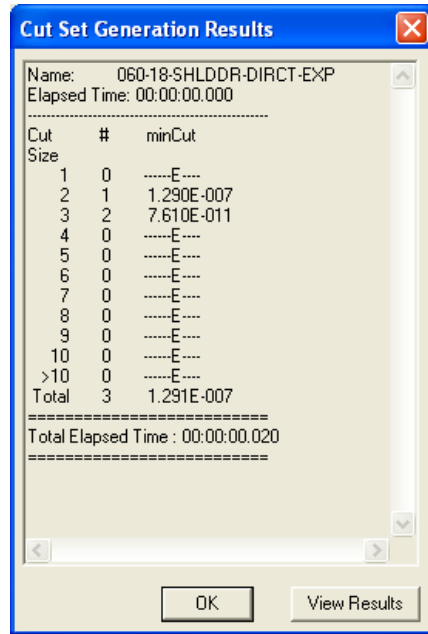 Cut Set Generation Results
Name: 060-18-SHLDDR-DIRCT-EXP
Elapsed Time: 00:00:00.000
--------------------------------------------------
Cut # minCut
Size
1 0 ------E----
2 1 1.290E-007
3 2 7.610E-011
4 0 ------E----
5 0 ------E----
6 0 ------E----
7 0 ------E----
8 0 ------E----
9 0 ------E----
10 0 ------E----
>10 0 ------E----
Total 3 1.291E-007
===========================
Total Elapsed Time : 00:00:00.020
===========================
OK View Results